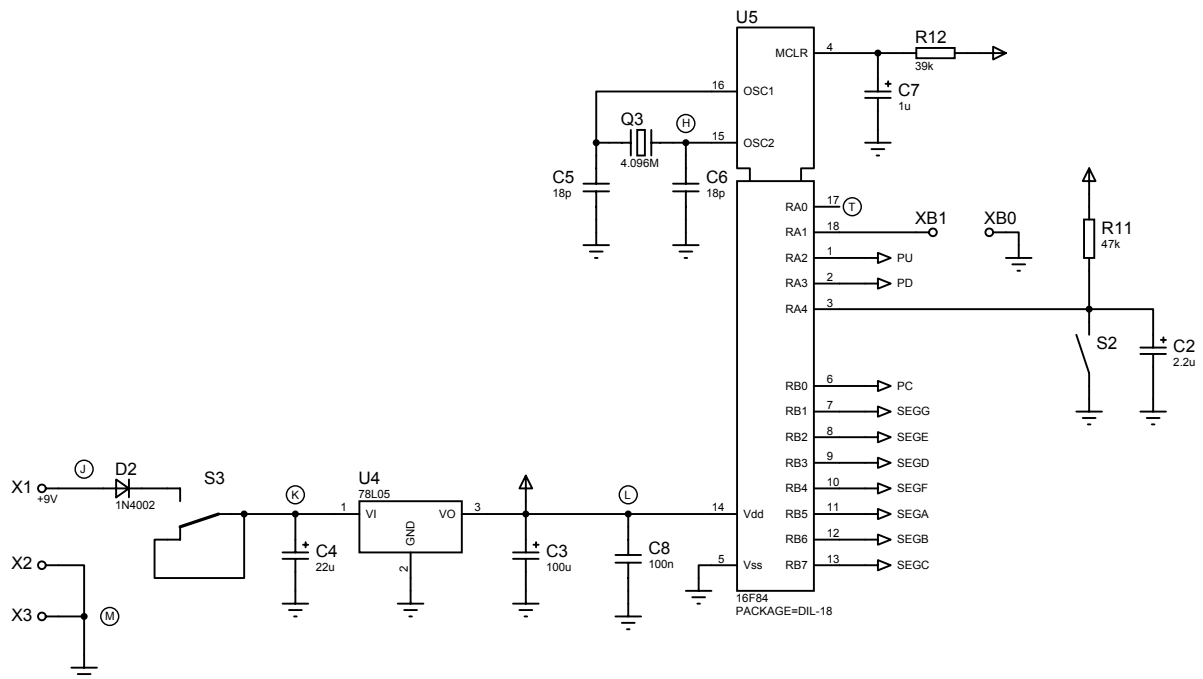 U5
MCLR
4
R12
39k
C7
1u
16
OSC1
Q3
4.096M
H
15
OSC2
C5
18p
C6
18p
RA0
17
T
RA1
18
XB1
XB0
R11
47k
RA2
1
PU
RA3
2
PD
RA4
3
S2
C2
2.2u
RB0
6
PC
RB1
7
SEGG
RB2
8
SEGE
RB3
9
SEGD
RB4
10
SEGF
RB5
11
SEGA
RB6
12
SEGB
RB7
13
SEGC
X1
+9V
J
D2
1N4002
S3
K
C4
22u
U4
78L05
1
VI
VO
3
GND
2
C3
100u
L
C8
100n
14
Vdd
5
Vss
16F84
PACKAGE=DIL-18
X2
X3
M